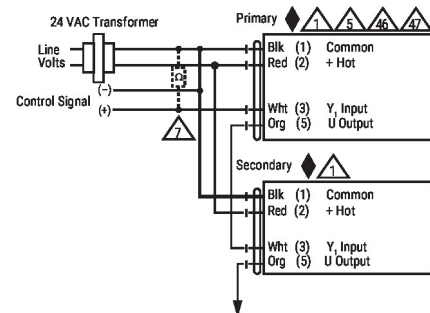 24 VAC Transformer
Primary 1 5 46 47
Line
Volts
Blk (1) Common
Red (2) + Hot
Ω
(–)
Control Signal
(+)
Wht (3) Y₁ Input
Org (5) U Output
7
Secondary 1
Blk (1) Common
Red (2) + Hot
Wht (3) Y₁ Input
Org (5) U Output